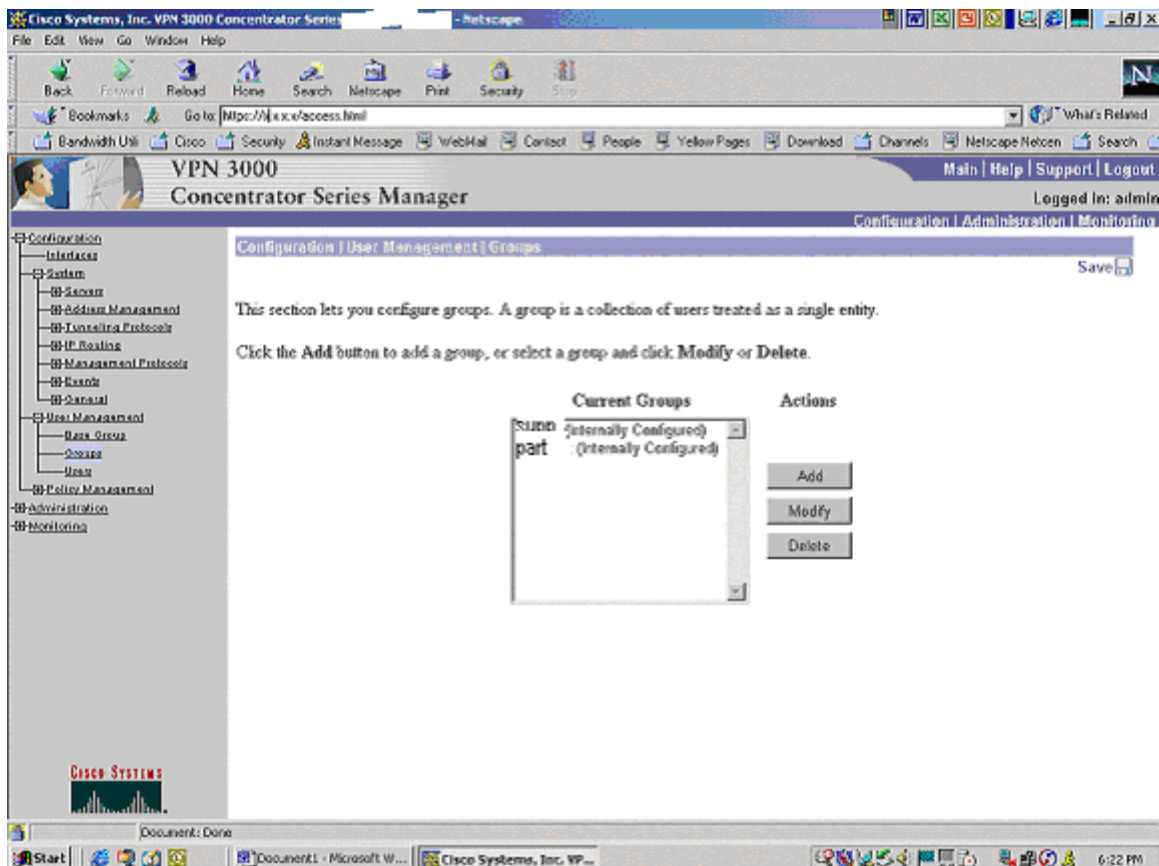 Cisco Systems, Inc. VPN 3000 Concentrator Series - Netscape
File Edit View Go Window Help
Back Forward Reload Home Search Netscape Print Security Stop
Bookmarks Go to: What's Related
Bandwidth Utili Cisco Security Instant Message WebMail Contact People Yellow Pages Download Channels Netscape Netcen Search
VPN 3000
Concentrator Series Manager
Main | Help | Support | Logout
Logged in: admin
Configuration | Administration | Monitoring
Configuration
Interfaces
System
Servers
Address Management
Tunneling Protocols
IP Routing
Management Protocols
Events
General
User Management
Base Group
Groups
Users
Policy Management
Administration
Monitoring
Configuration | User Management | Groups
Save
This section lets you configure groups. A group is a collection of users treated as a single entity.
Click the Add button to add a group, or select a group and click Modify or Delete.
Current Groups
Actions
(Internally Configured)
part (Internally Configured)
Add
Modify
Delete
CISCO SYSTEMS
Document: Done
Start Document1 - Microsoft W... Cisco Systems, Inc. VP... 6:22 PM